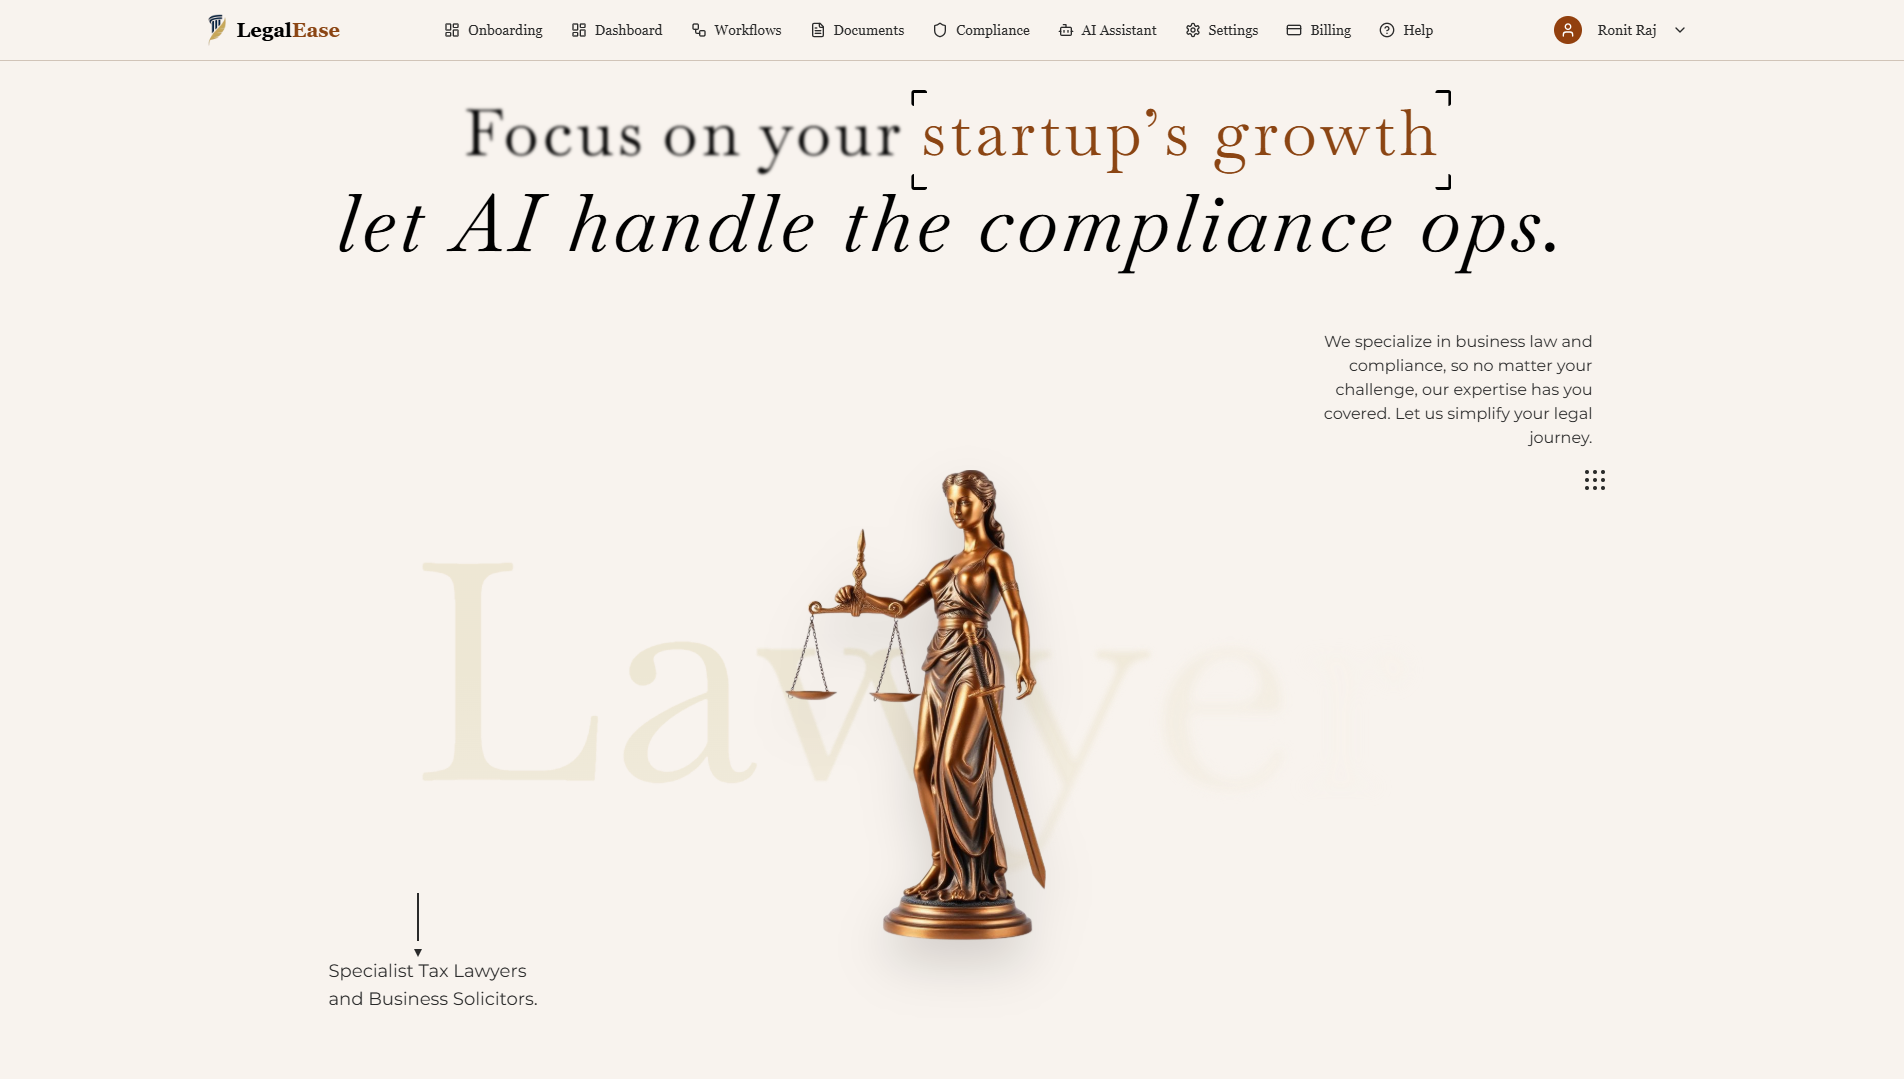 LegalEase
Onboarding
Dashboard
Workflows
Documents
Compliance
AI Assistant
Settings
Billing
Help
Ronit Raj
Focus on your startup’s growth
let AI handle the compliance ops.
We specialize in business law and
compliance, so no matter your
challenge, our expertise has you
covered. Let us simplify your legal
journey.
Lawyer
Specialist Tax Lawyers
and Business Solicitors.